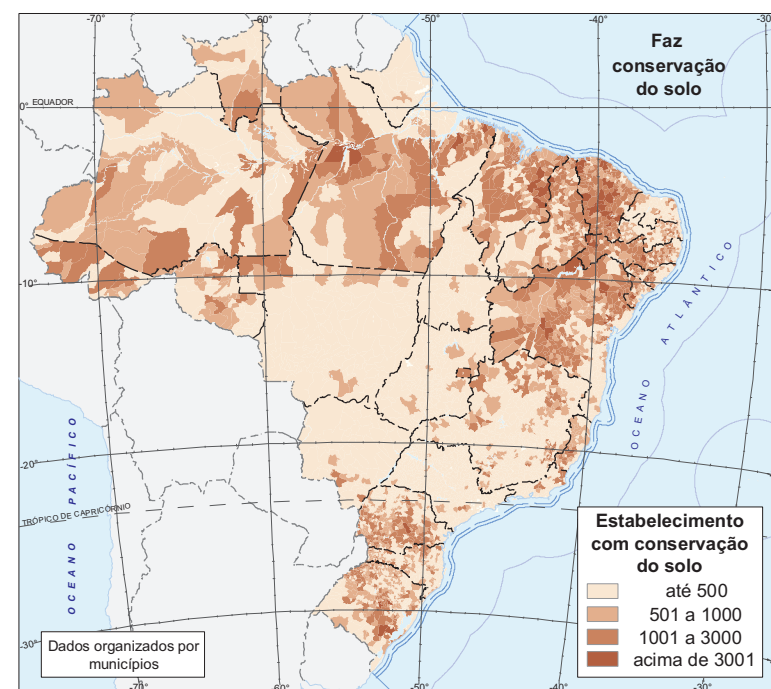 -70°
-60°
-50°
-40°
-30°
Faz
conservação
do solo
0°
EQUADOR
-10°
-20°
-30°
OCEANO ATLÂNTICO
OCEANO PACÍFICO
TRÓPICO DE CAPRICÓRNIO
Estabelecimento
com conservação
do solo
até 500
501 a 1000
1001 a 3000
acima de 3001
Dados organizados por
municípios
-70°
-60°
-50°
-40°
-30°